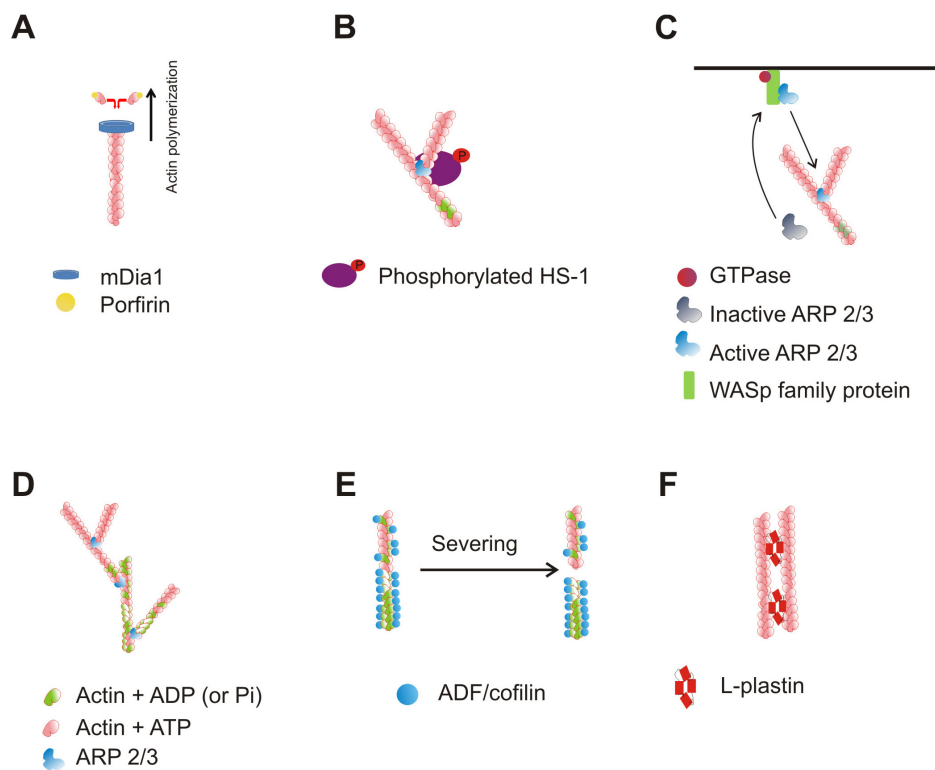 A
Actin polymerization
mDia1
Porfirin
B
P
P
Phosphorylated HS-1
C
GTPase
Inactive ARP 2/3
Active ARP 2/3
WASp family protein
D
Actin + ADP (or Pi)
Actin + ATP
ARP 2/3
E
Severing
ADF/cofilin
F
L-plastin